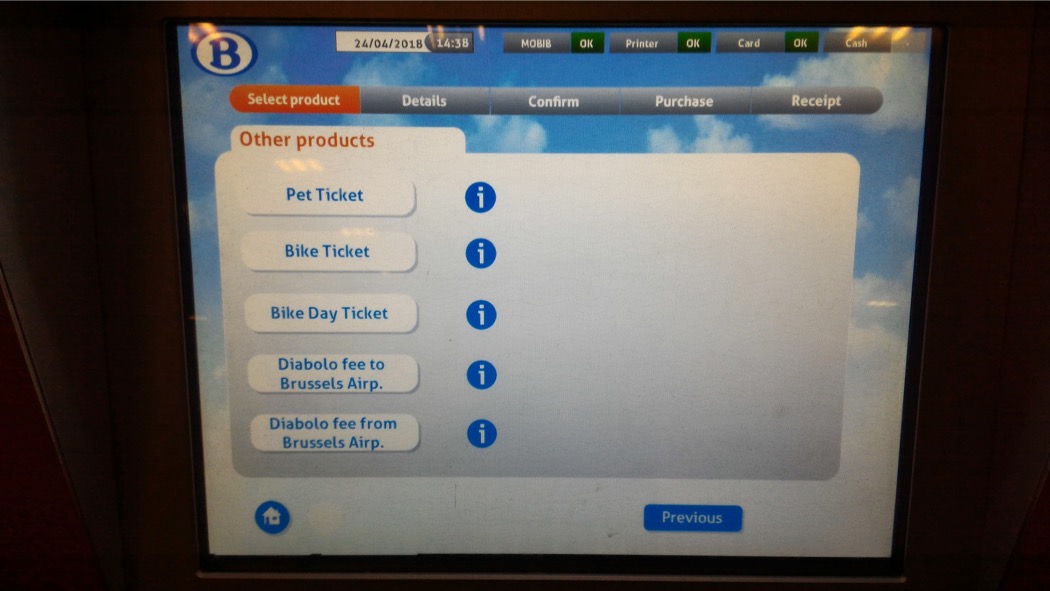 B
24/04/2018 14:38
MOBIB OK
Printer OK
Card OK
Cash
Select product
Details
Confirm
Purchase
Receipt
Other products
Pet Ticket
i
Bike Ticket
i
Bike Day Ticket
i
Diabolo fee to
Brussels Airp.
i
Diabolo fee from
Brussels Airp.
i
Previous